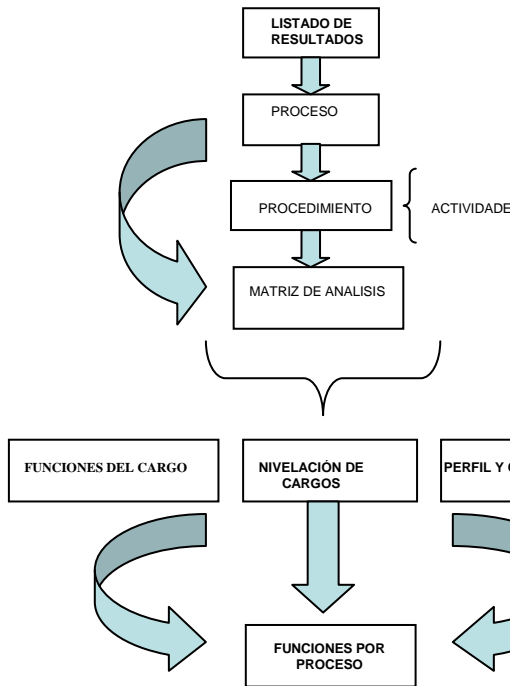 LISTADO DE
RESULTADOS
PROCESO
PROCEDIMIENTO
ACTIVIDADE
MATRIZ DE ANALISIS
FUNCIONES DEL CARGO
NIVELACIÓN DE
CARGOS
PERFIL Y
FUNCIONES POR
PROCESO